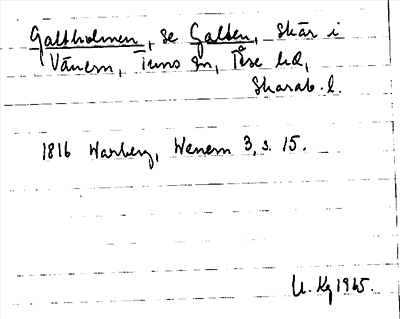 Galtholmen, se Galten, skär i
Vänern, Tuns sn, Åse hd,
Skarab. l.
1816 Warberg, Wenern 3, s. 15.
U. Kg 1965.